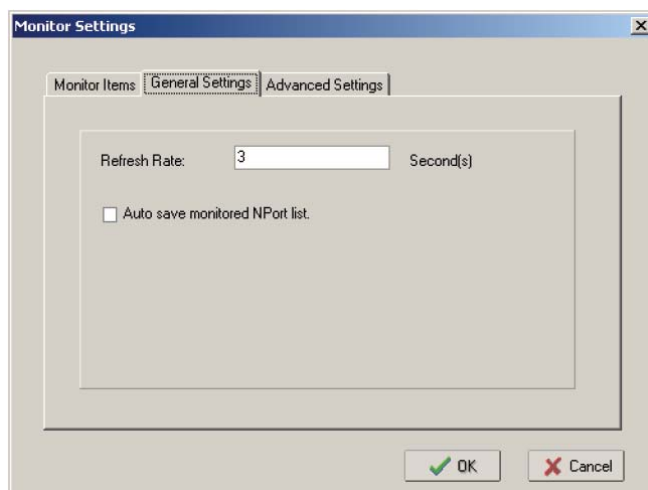 Monitor Settings
Monitor Items General Settings Advanced Settings
Refresh Rate: 3 Second(s)
Auto save monitored NPort list.
OK Cancel